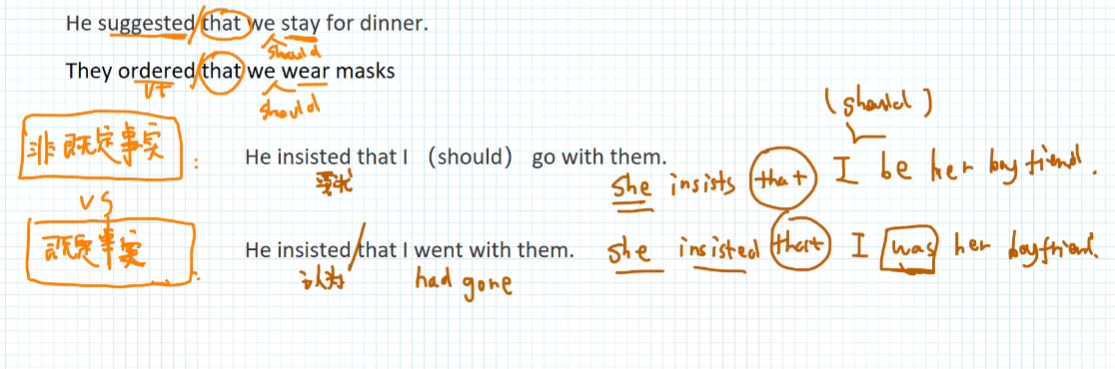 He suggested that we stay for dinner.
should
They ordered that we wear masks
VT
should
(should)
非既定事实 :
He insisted that I （should） go with them.
要求
she insists that I be her boyfriend.
VS
既定事实 :
He insisted that I went with them.
she insisted that I was her boyfriend.
认为
had gone